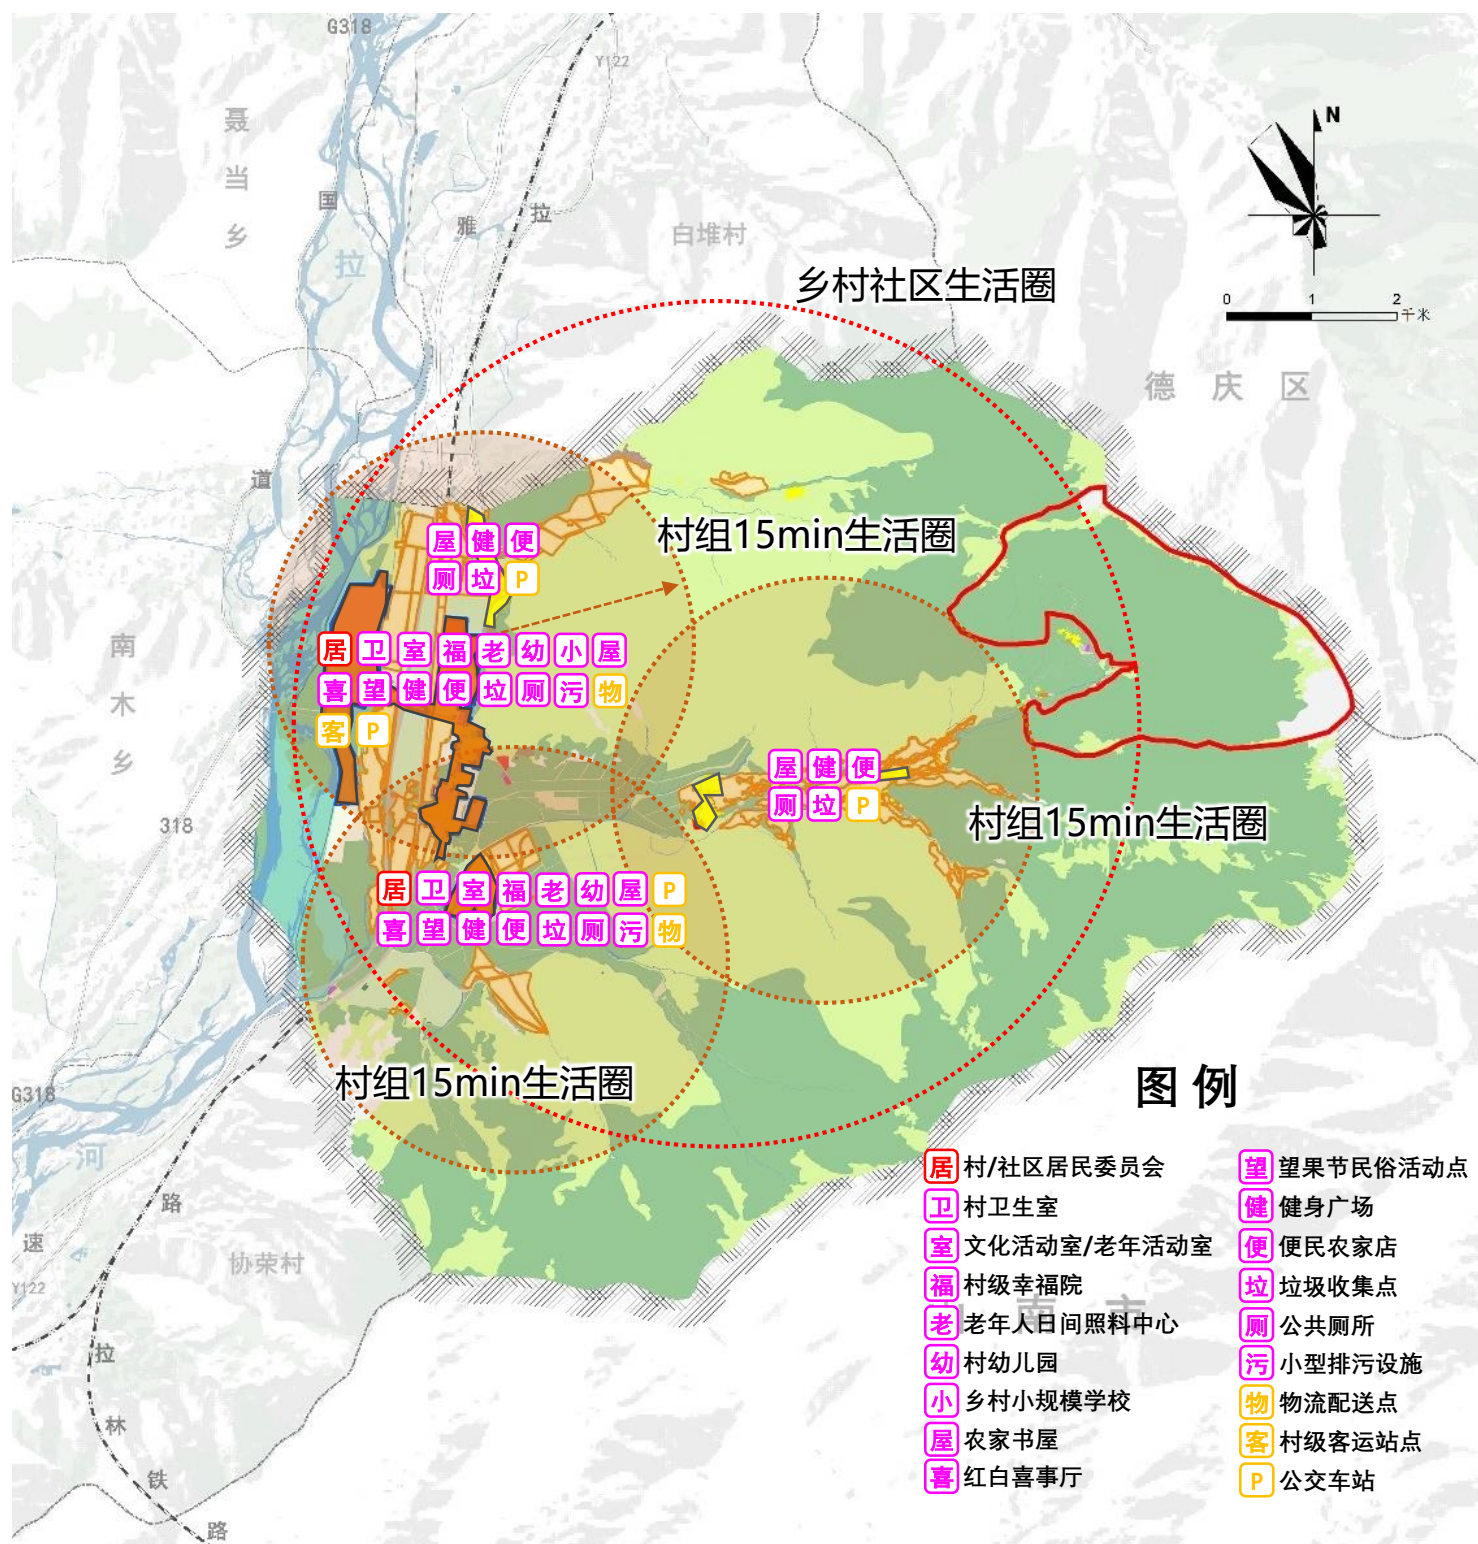 G318
Y122
聂当乡
N
国
雅
拉
白堆村
拉
乡村社区生活圈
0 1 2
千米
德庆区
道
村组15min生活圈
屋 健 便
厕 垃 P
南木乡
居 卫 室 福 老 幼 小 屋
喜 望 健 便 垃 厕 污 物
客 P
屋 健 便
厕 垃 P
318
村组15min生活圈
居 卫 室 福 老 幼 屋 P
喜 望 健 便 垃 厕 污 物
村组15min生活圈
G318
河
路
速
协荣村
Y122
拉
林
铁
路
南 市
图 例
居 村/社区居民委员会
卫 村卫生室
室 文化活动室/老年活动室
福 村级幸福院
老 老年人日间照料中心
幼 村幼儿园
小 乡村小规模学校
屋 农家书屋
喜 红白喜事厅
望 望果节民俗活动点
健 健身广场
便 便民农家店
垃 垃圾收集点
厕 公共厕所
污 小型排污设施
物 物流配送点
客 村级客运站点
P 公交车站